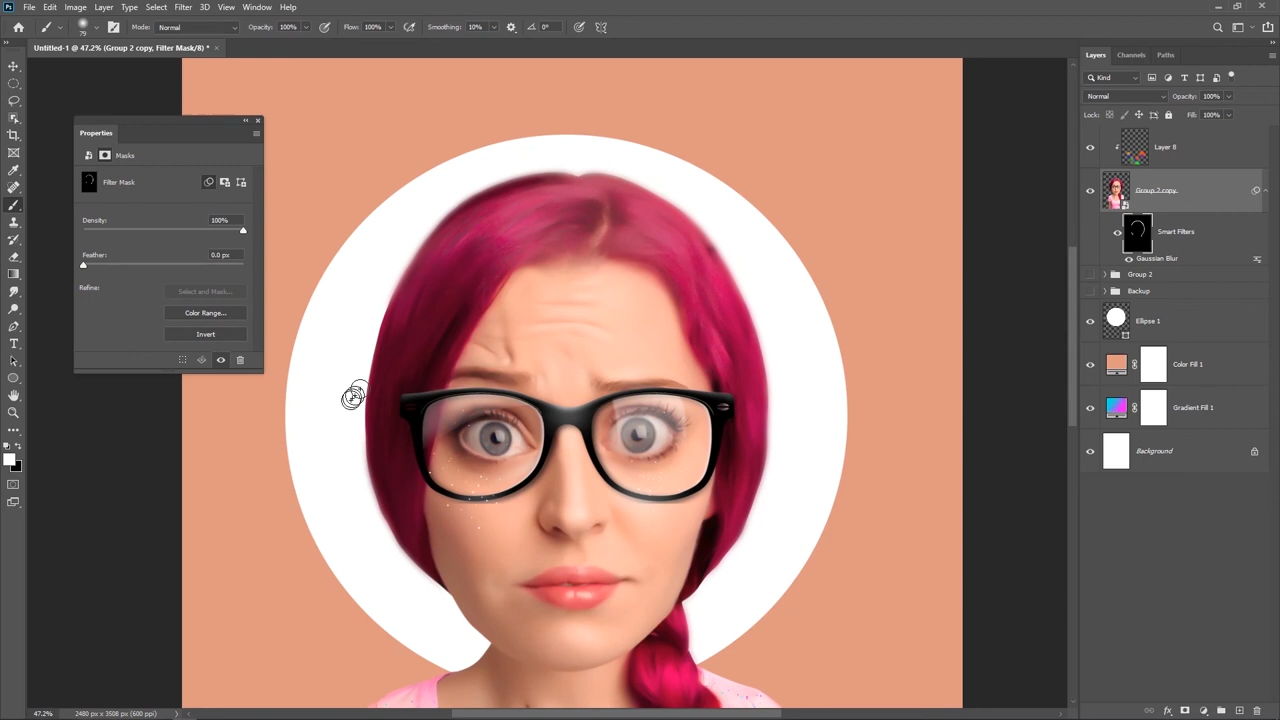 Ps File Edit Image Layer Type Select Filter 3D View Window Help
79 Mode: Normal Opacity: 100% Flow: 100% Smoothing: 10% 0°
Untitled-1 @ 47.2% (Group 2 copy, Filter Mask/8) * ×
Properties
Masks
Filter Mask
Density: 100%
Feather: 0.0 px
Refine: Select and Mask...
Color Range...
Invert
Layers Channels Paths
Kind
Normal Opacity: 100%
Lock: Fill: 100%
Layer 8
Group 2 copy
Smart Filters
Gaussian Blur
Group 2
Backup
Ellipse 1
Color Fill 1
Gradient Fill 1
Background
47.2% 2480 px x 3508 px (600 ppi)